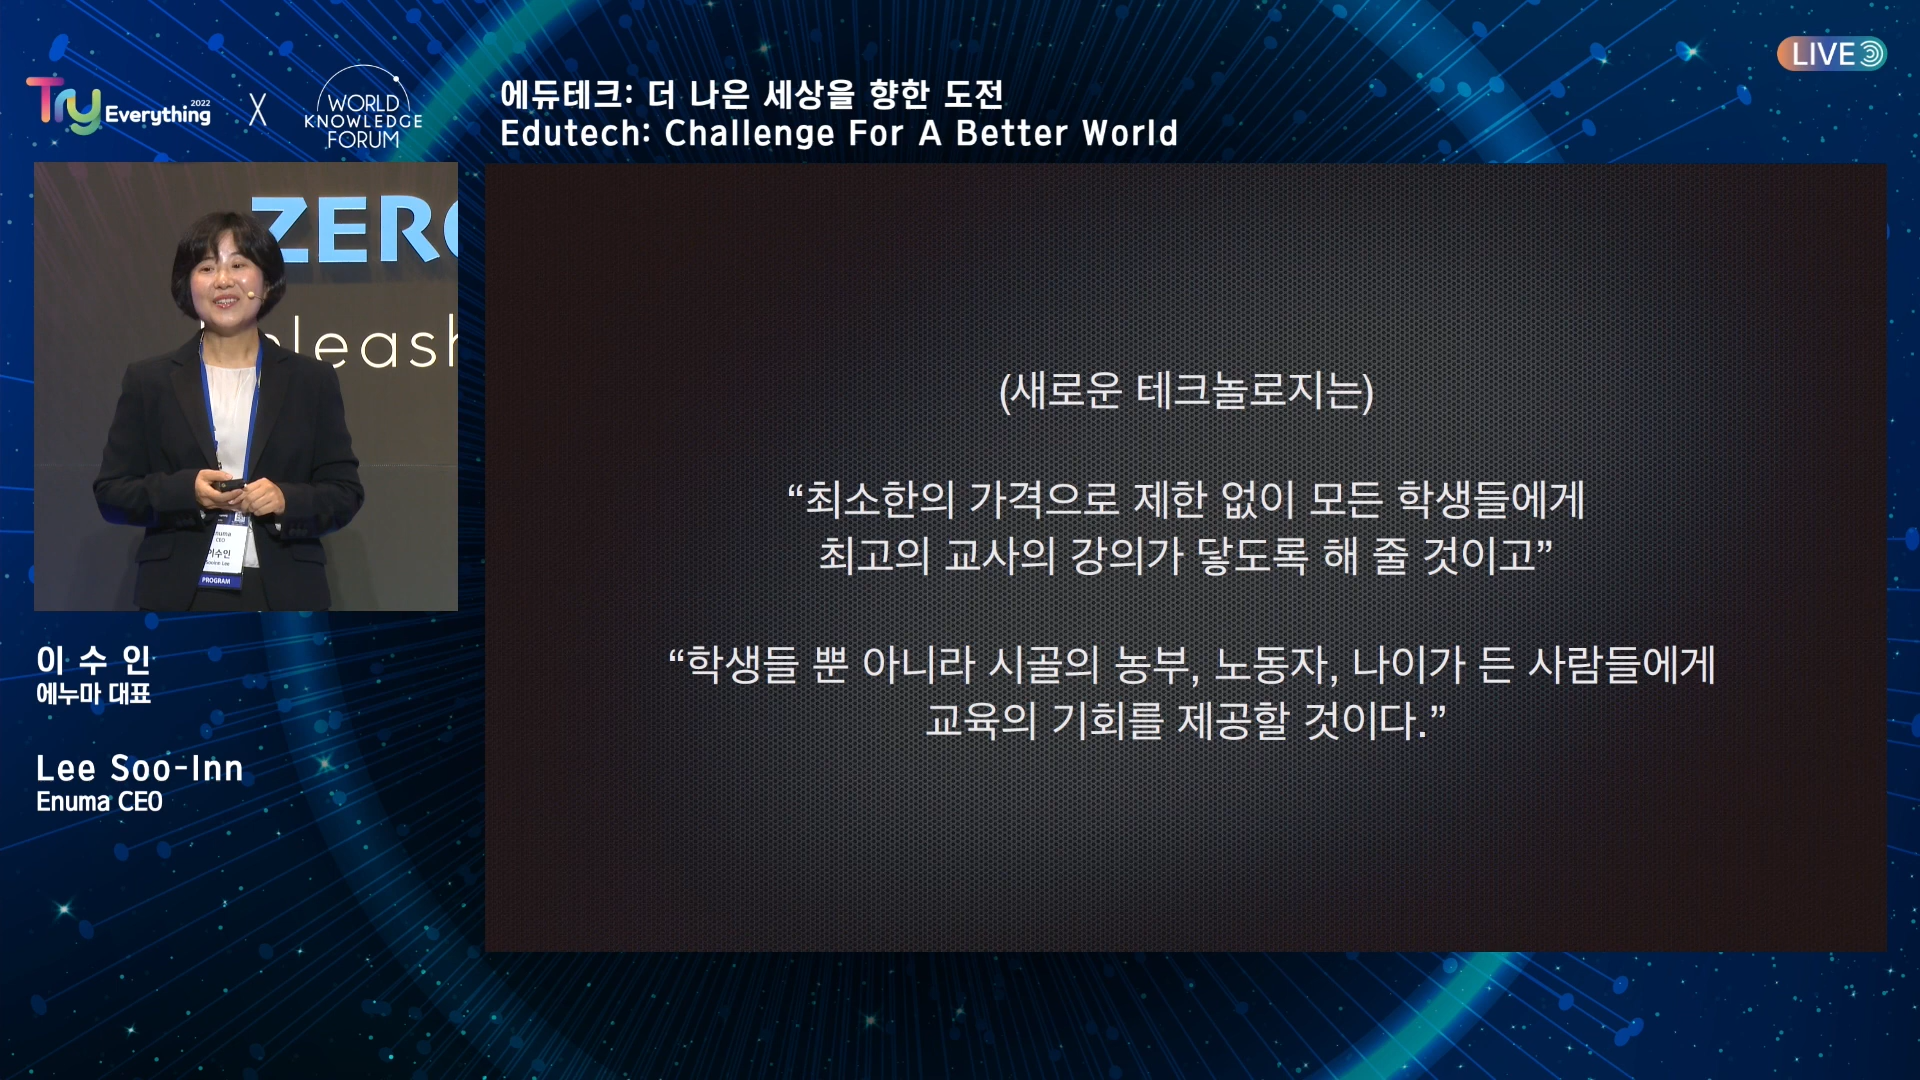 Try Everything 2022
X
WORLD
KNOWLEDGE
FORUM
에듀테크: 더 나은 세상을 향한 도전
Edutech: Challenge For A Better World
LIVE
ZERO
leash
Enuma
CEO
이수인
PROGRAM
(새로운 테크놀로지는)
“최소한의 가격으로 제한 없이 모든 학생들에게
최고의 교사의 강의가 닿도록 해 줄 것이고”
“학생들 뿐 아니라 시골의 농부, 노동자, 나이가 든 사람들에게
교육의 기회를 제공할 것이다.”
이 수 인
에누마 대표
Lee Soo-Inn
Enuma CEO